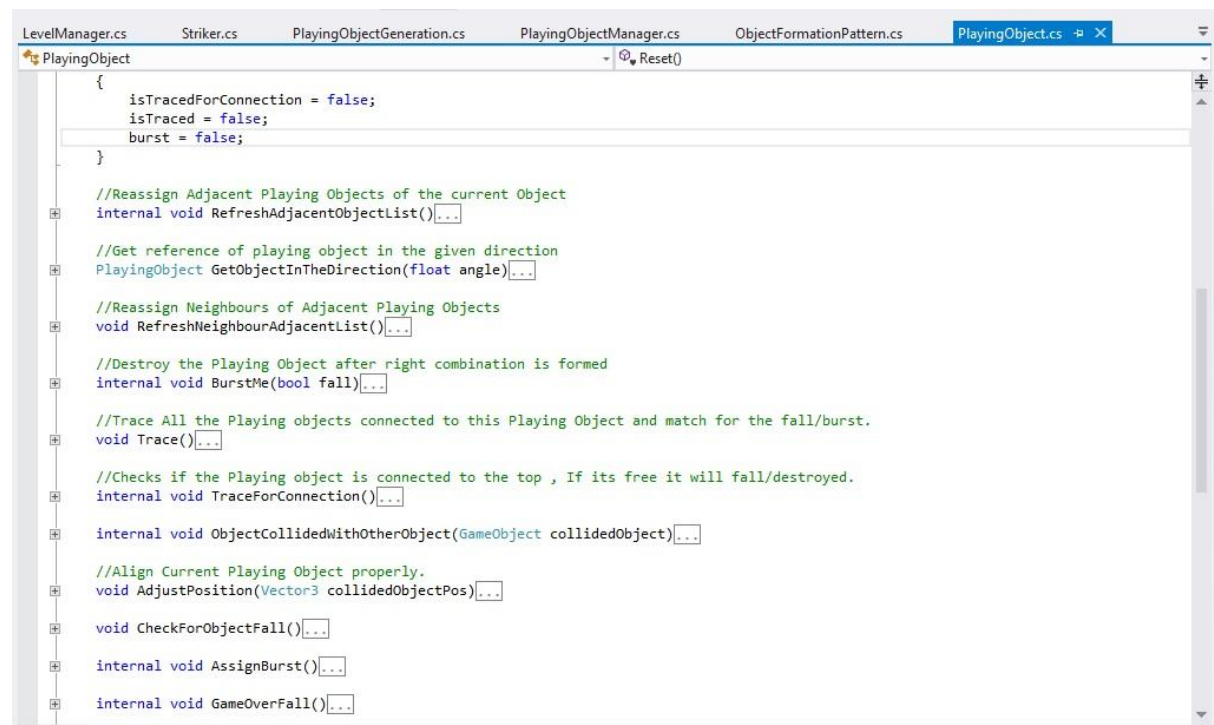 LevelManager.cs Striker.cs PlayingObjectGeneration.cs PlayingObjectManager.cs ObjectFormationPattern.cs PlayingObject.cs
PlayingObject Reset()
{
isTracedForConnection = false;
isTraced = false;
burst = false;
}
//Reassign Adjacent Playing Objects of the current Object
internal void RefreshAdjacentObjectList()...
//Get reference of playing object in the given direction
PlayingObject GetObjectInTheDirection(float angle)...
//Reassign Neighbours of Adjacent Playing Objects
void RefreshNeighbourAdjacentList()...
//Destroy the Playing Object after right combination is formed
internal void BurstMe(bool fall)...
//Trace All the Playing objects connected to this Playing Object and match for the fall/burst.
void Trace()...
//Checks if the Playing object is connected to the top , If its free it will fall/destroyed.
internal void TraceForConnection()...
internal void ObjectCollidedWithOtherObject(GameObject collidedObject)...
//Align Current Playing Object properly.
void AdjustPosition(Vector3 collidedObjectPos)...
void CheckForObjectFall()...
internal void AssignBurst()...
internal void GameOverFall()...